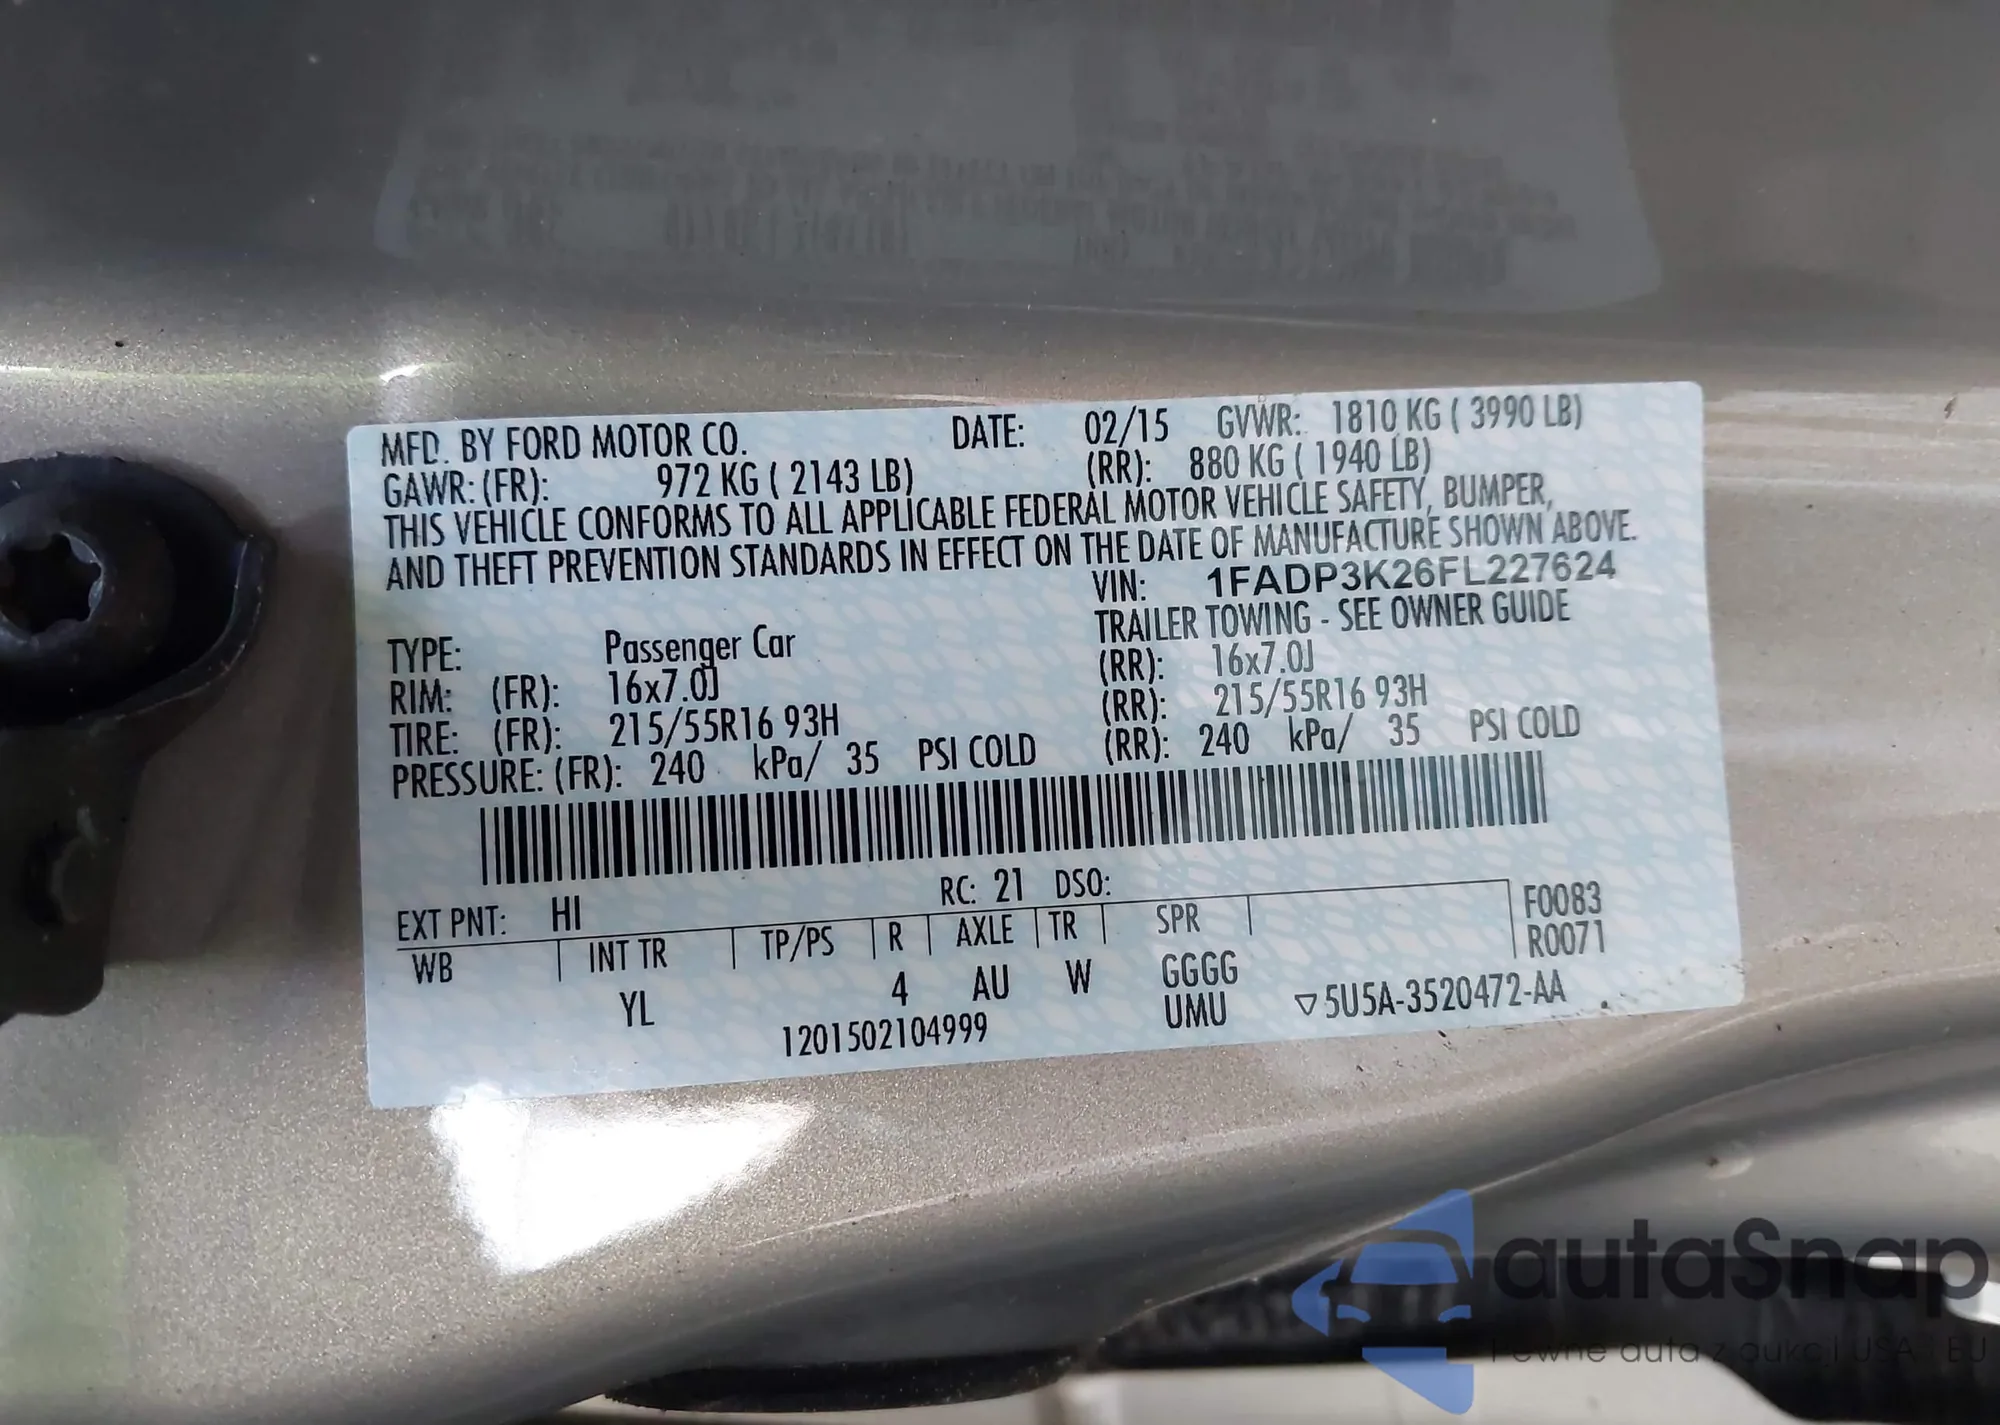 MFD. BY FORD MOTOR CO. DATE: 02/15 GVWR: 1810 KG ( 3990 LB)
GAWR: (FR): 972 KG ( 2143 LB) (RR): 880 KG ( 1940 LB)
THIS VEHICLE CONFORMS TO ALL APPLICABLE FEDERAL MOTOR VEHICLE SAFETY, BUMPER,
AND THEFT PREVENTION STANDARDS IN EFFECT ON THE DATE OF MANUFACTURE SHOWN ABOVE.
VIN: 1FADP3K26FL227624
TYPE: Passenger Car TRAILER TOWING - SEE OWNER GUIDE
RIM: (FR): 16x7.0J (RR): 16x7.0J
TIRE: (FR): 215/55R16 93H (RR): 215/55R16 93H
PRESSURE: (FR): 240 kPa/ 35 PSI COLD (RR): 240 kPa/ 35 PSI COLD
EXT PNT: HI RC: 21 DSO: F0083
WB INT TR TP/PS R AXLE TR SPR R0071
YL 4 AU W GGGG
1201502104999 UMU ▽5U5A-3520472-AA
autaSnap
Pewne auta z aukcji USA i EU